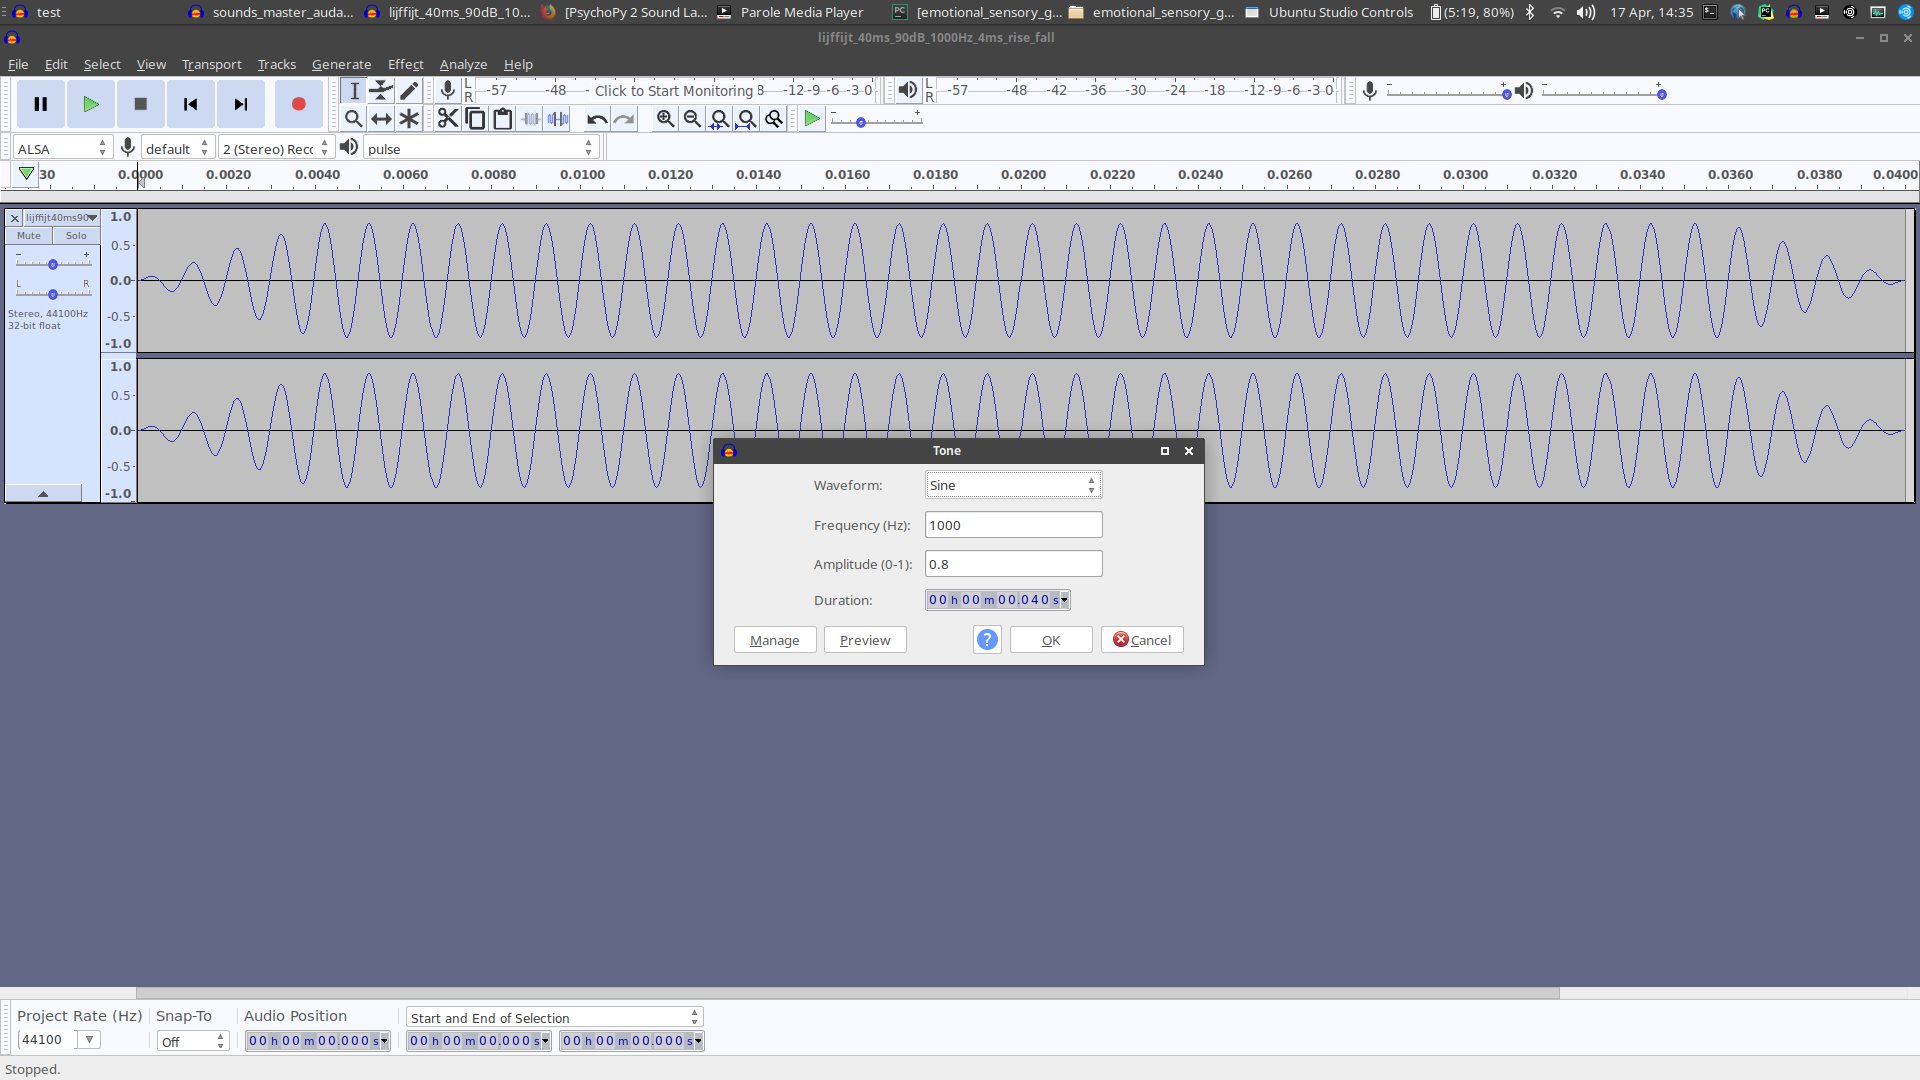 test sounds_master_auda... lijffijt_40ms_90dB_10... [PsychoPy 2 Sound La... Parole Media Player [emotional_sensory_g... emotional_sensory_g... Ubuntu Studio Controls (5:19, 80%) 17 Apr, 14:35
lijffijt_40ms_90dB_1000Hz_4ms_rise_fall
File Edit Select View Transport Tracks Generate Effect Analyze Help
L R -57 -48 - Click to Start Monitoring 8 -12 -9 -6 -3 0 L R -57 -48 -42 -36 -30 -24 -18 -12 -9 -6 -3 0 - + - +
- +
ALSA default 2 (Stereo) Recc pulse
30 0.0000 0.0020 0.0040 0.0060 0.0080 0.0100 0.0120 0.0140 0.0160 0.0180 0.0200 0.0220 0.0240 0.0260 0.0280 0.0300 0.0320 0.0340 0.0360 0.0380 0.0400
lijffijt40ms90 1.0
Mute Solo
0.5
- +
0.0
L R
Stereo, 44100Hz
-0.5
32-bit float
-1.0
1.0
0.5
0.0
-0.5
-1.0
Tone
Waveform: Sine
Frequency (Hz): 1000
Amplitude (0-1): 0.8
Duration: 00 h 00 m 00.040 s
Manage Preview ? OK Cancel
Project Rate (Hz) Snap-To Audio Position Start and End of Selection
44100 Off 00 h 00 m 00.000 s 00 h 00 m 00.000 s 00 h 00 m 00.000 s
Stopped.